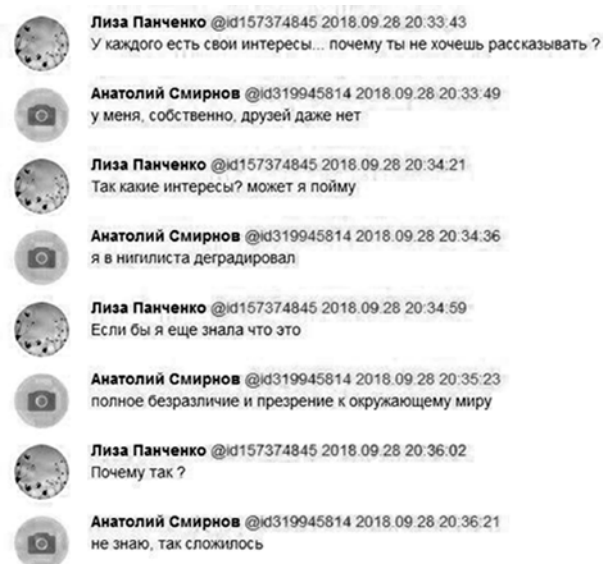 Лиза Панченко @id157374845 2018.09.28 20:33:43
У каждого есть свои интересы... почему ты не хочешь рассказывать ?
Анатолий Смирнов @id319945814 2018.09.28 20:33:49
у меня, собственно, друзей даже нет
Лиза Панченко @id157374845 2018.09.28 20:34:21
Так какие интересы? может я пойму
Анатолий Смирнов @id319945814 2018.09.28 20:34:36
я в нигилиста деградировал
Лиза Панченко @id157374845 2018.09.28 20:34:59
Если бы я еще знала что это
Анатолий Смирнов @id319945814 2018.09.28 20:35:23
полное безразличие и презрение к окружающему миру
Лиза Панченко @id157374845 2018.09.28 20:36:02
Почему так ?
Анатолий Смирнов @id319945814 2018.09.28 20:36:21
не знаю, так сложилось